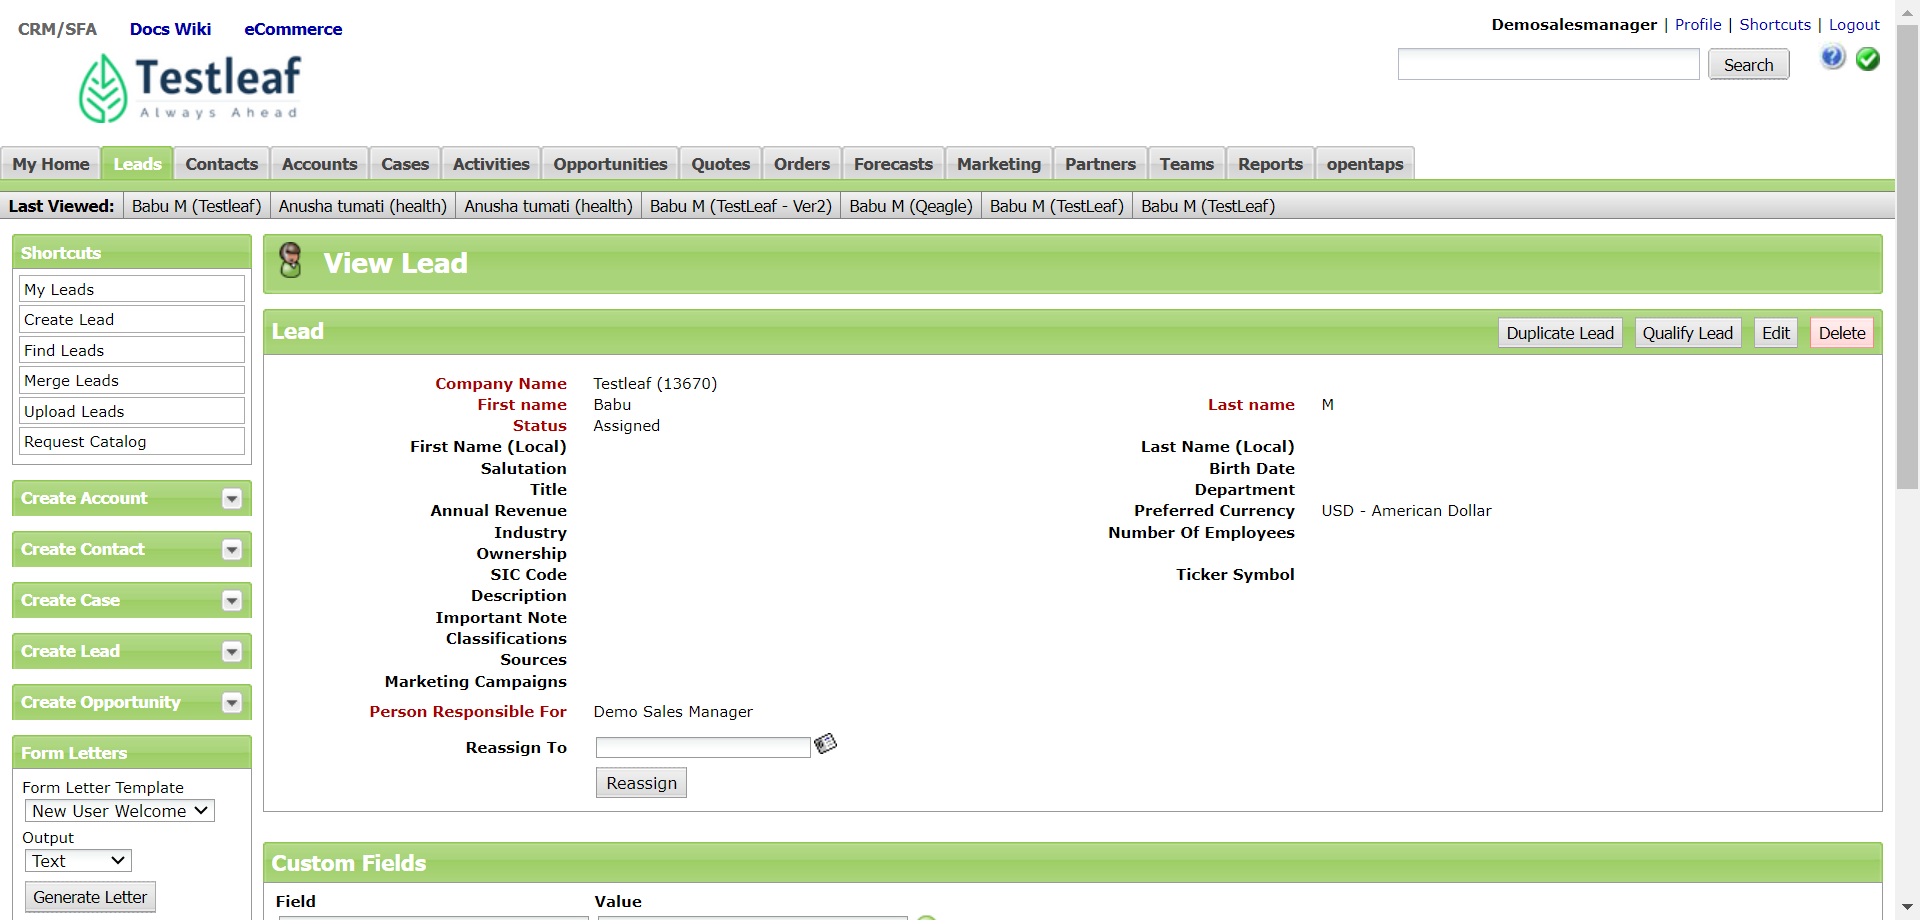 CRM/SFA Docs Wiki eCommerce
Demosalesmanager | Profile | Shortcuts | Logout
Testleaf
Always Ahead
Search
My Home Leads Contacts Accounts Cases Activities Opportunities Quotes Orders Forecasts Marketing Partners Teams Reports opentaps
Last Viewed: Babu M (Testleaf) Anusha tumati (health) Anusha tumati (health) Babu M (TestLeaf - Ver2) Babu M (Qeagle) Babu M (TestLeaf) Babu M (TestLeaf)
Shortcuts
My Leads
Create Lead
Find Leads
Merge Leads
Upload Leads
Request Catalog
Create Account
Create Contact
Create Case
Create Lead
Create Opportunity
Form Letters
Form Letter Template
New User Welcome
Output
Text
Generate Letter
View Lead
Lead
Duplicate Lead Qualify Lead Edit Delete
Company Name Testleaf (13670)
First name Babu Last name M
Status Assigned
First Name (Local) Last Name (Local)
Salutation Birth Date
Title Department
Annual Revenue Preferred Currency USD - American Dollar
Industry Number Of Employees
Ownership
SIC Code Ticker Symbol
Description
Important Note
Classifications
Sources
Marketing Campaigns
Person Responsible For Demo Sales Manager
Reassign To
Reassign
Custom Fields
Field Value